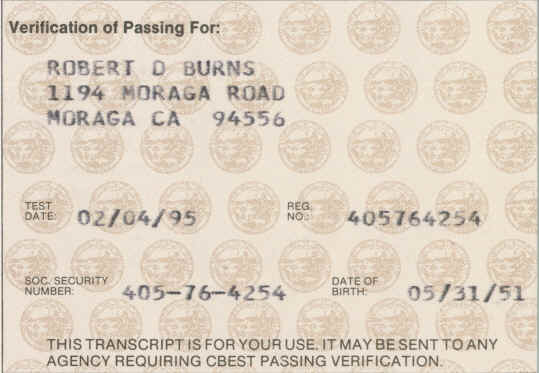 Verification of Passing For:
ROBERT D BURNS
1194 MORAGA ROAD
MORAGA CA 94556
TEST DATE: 02/04/95 REG. NO.: 405764254
SOC. SECURITY NUMBER: 405-76-4254 DATE OF BIRTH: 05/31/51
THIS TRANSCRIPT IS FOR YOUR USE. IT MAY BE SENT TO ANY
AGENCY REQUIRING CBEST PASSING VERIFICATION.